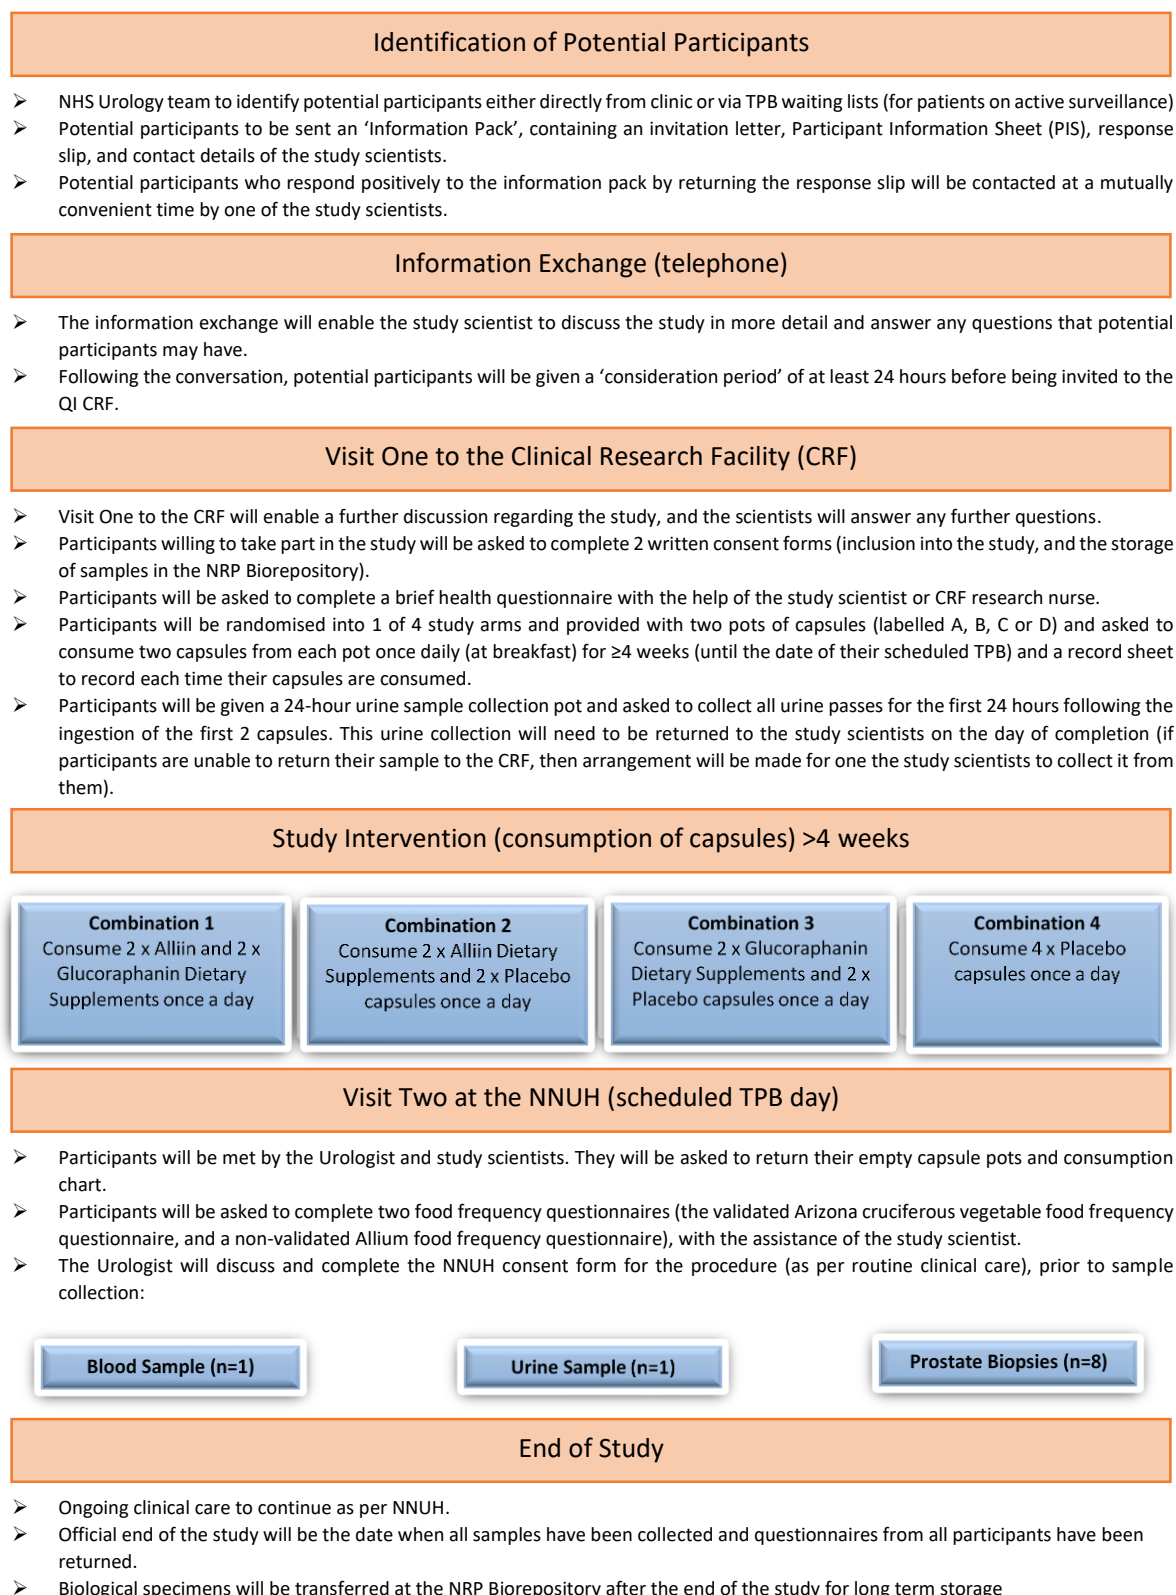 Identification of Potential Participants
➢ NHS Urology team to identify potential participants either directly from clinic or via TPB waiting lists (for patients on active surveillance)
➢ Potential participants to be sent an ‘Information Pack’, containing an invitation letter, Participant Information Sheet (PIS), response
slip, and contact details of the study scientists.
➢ Potential participants who respond positively to the information pack by returning the response slip will be contacted at a mutually
convenient time by one of the study scientists.
Information Exchange (telephone)
➢ The information exchange will enable the study scientist to discuss the study in more detail and answer any questions that potential
participants may have.
➢ Following the conversation, potential participants will be given a ‘consideration period’ of at least 24 hours before being invited to the
QI CRF.
Visit One to the Clinical Research Facility (CRF)
➢ Visit One to the CRF will enable a further discussion regarding the study, and the scientists will answer any further questions.
➢ Participants willing to take part in the study will be asked to complete 2 written consent forms (inclusion into the study, and the storage
of samples in the NRP Biorepository).
➢ Participants will be asked to complete a brief health questionnaire with the help of the study scientist or CRF research nurse.
➢ Participants will be randomised into 1 of 4 study arms and provided with two pots of capsules (labelled A, B, C or D) and asked to
consume two capsules from each pot once daily (at breakfast) for ≥4 weeks (until the date of their scheduled TPB) and a record sheet
to record each time their capsules are consumed.
➢ Participants will be given a 24-hour urine sample collection pot and asked to collect all urine passes for the first 24 hours following the
ingestion of the first 2 capsules. This urine collection will need to be returned to the study scientists on the day of completion (if
participants are unable to return their sample to the CRF, then arrangement will be made for one the study scientists to collect it from
them).
Study Intervention (consumption of capsules) >4 weeks
Combination 1
Consume 2 x Alliin and 2 x
Glucoraphanin Dietary
Supplements once a day
Combination 2
Consume 2 x Alliin Dietary
Supplements and 2 x Placebo
capsules once a day
Combination 3
Consume 2 x Glucoraphanin
Dietary Supplements and 2 x
Placebo capsules once a day
Combination 4
Consume 4 x Placebo
capsules once a day
Visit Two at the NNUH (scheduled TPB day)
➢ Participants will be met by the Urologist and study scientists. They will be asked to return their empty capsule pots and consumption
chart.
➢ Participants will be asked to complete two food frequency questionnaires (the validated Arizona cruciferous vegetable food frequency
questionnaire, and a non-validated Allium food frequency questionnaire), with the assistance of the study scientist.
➢ The Urologist will discuss and complete the NNUH consent form for the procedure (as per routine clinical care), prior to sample
collection:
Blood Sample (n=1)
Urine Sample (n=1)
Prostate Biopsies (n=8)
End of Study
➢ Ongoing clinical care to continue as per NNUH.
➢ Official end of the study will be the date when all samples have been collected and questionnaires from all participants have been
returned.
➢ Biological specimens will be transferred at the NRP Biorepository after the end of the study for long term storage